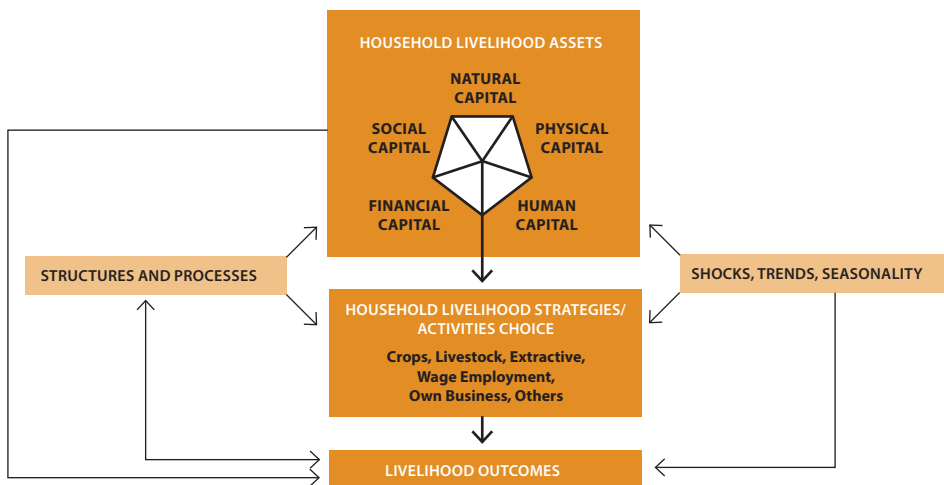 HOUSEHOLD LIVELIHOOD ASSETS
NATURAL
CAPITAL
SOCIAL
CAPITAL
PHYSICAL
CAPITAL
FINANCIAL
CAPITAL
HUMAN
CAPITAL
STRUCTURES AND PROCESSES
SHOCKS, TRENDS, SEASONALITY
HOUSEHOLD LIVELIHOOD STRATEGIES/
ACTIVITIES CHOICE
Crops, Livestock, Extractive,
Wage Employment,
Own Business, Others
LIVELIHOOD OUTCOMES